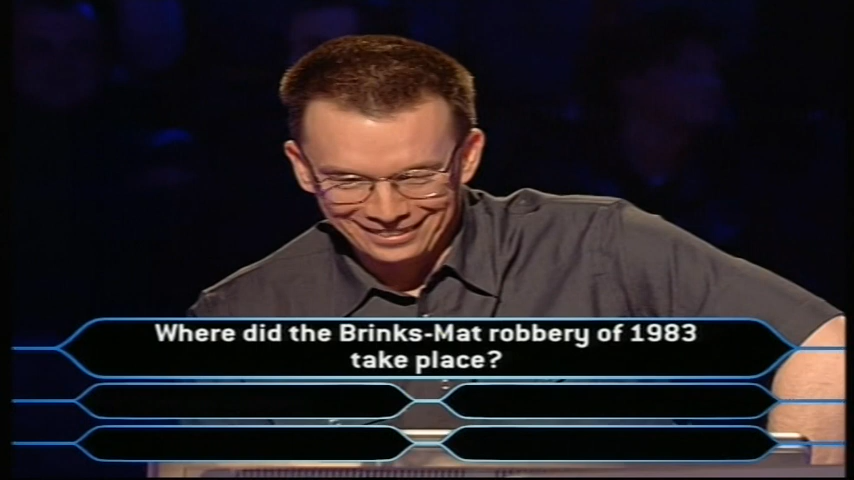 Where did the Brinks-Mat robbery of 1983
take place?